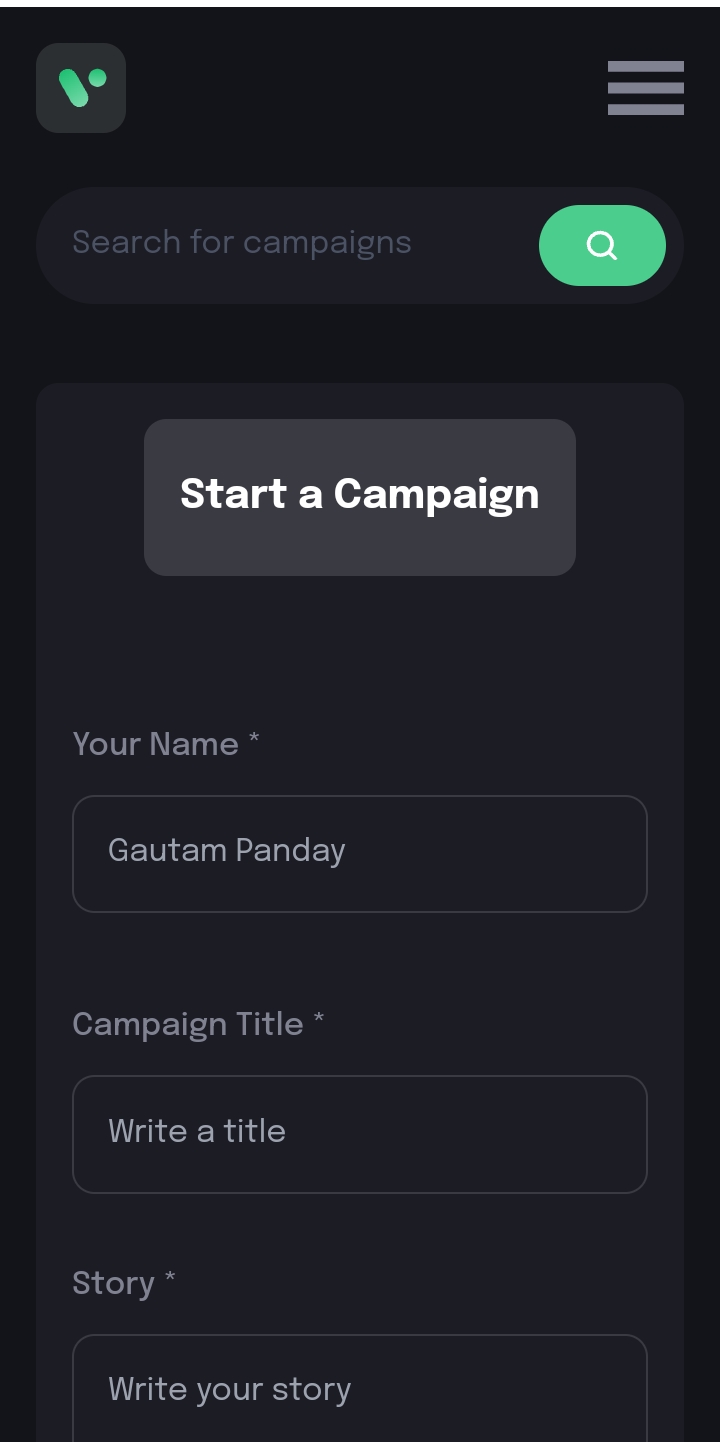 Search for campaigns
Start a Campaign
Your Name *
Gautam Panday
Campaign Title *
Write a title
Story *
Write your story